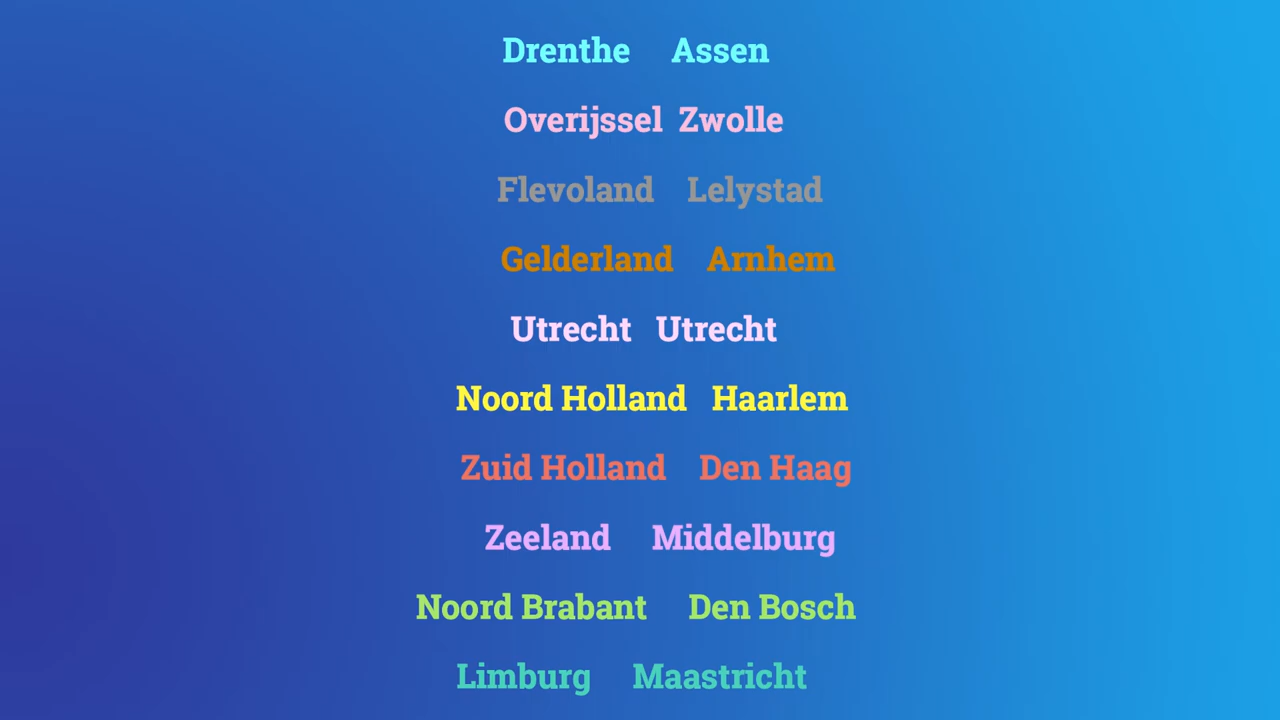 Drenthe Assen
Overijssel Zwolle
Flevoland Lelystad
Gelderland Arnhem
Utrecht Utrecht
Noord Holland Haarlem
Zuid Holland Den Haag
Zeeland Middelburg
Noord Brabant Den Bosch
Limburg Maastricht